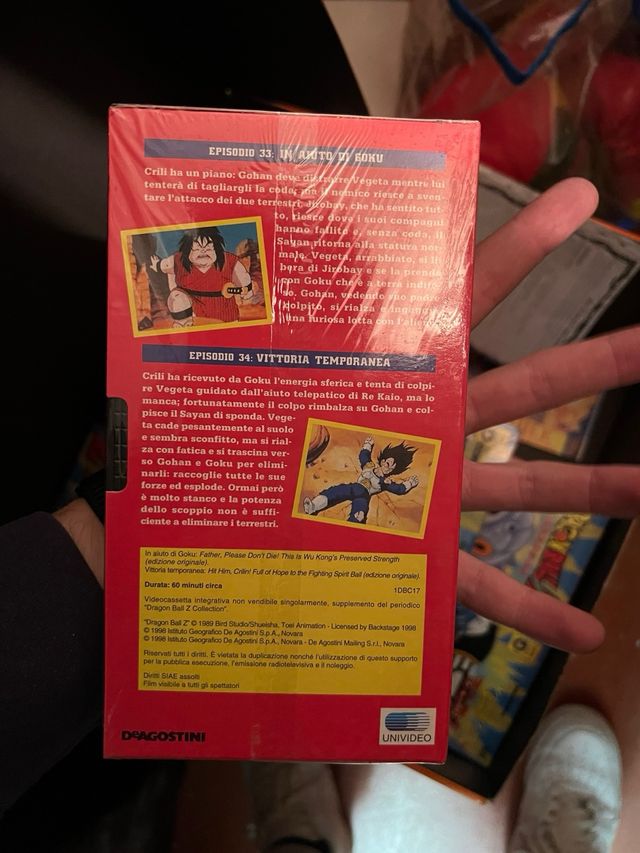 EPISODIO 33: IN AIUTO DI GOKU
Crili ha un piano: Gohan deve distrarre Vegeta mentre lui
tenterà di tagliargli la coda; ma il nemico riesce a sven-
tare l'attacco dei due terrestri. Jirobay, che ha sentito tut-
to, riesce dove i suoi compagni
hanno fallito e, senza coda, il
Sayan ritorna alla statura nor-
male. Vegeta, arrabbiato, si li-
bera di Jirobay e se la prende
con Goku che è a terra indife-
so. Gohan, vedendo suo padre
colpito, si rialza e ingaggia
una furiosa lotta con l'alieno.
EPISODIO 34: VITTORIA TEMPORANEA
Crili ha ricevuto da Goku l'energia sferica e tenta di colpi-
re Vegeta guidato dall'aiuto telepatico di Re Kaio, ma lo
manca; fortunatamente il colpo rimbalza su Gohan e col-
pisce il Sayan di sponda. Vege-
ta cade pesantemente al suolo
e sembra sconfitto, ma si rial-
za con fatica e si trascina ver-
so Gohan e Goku per elimi-
narli: raccoglie tutte le sue
forze ed esplode. Ormai però
è molto stanco e la potenza
dello scoppio non è suffi-
ciente a eliminare i terrestri.
In aiuto di Goku: Father, Please Don't Die! This Is Wu Kong's Preserved Strength
(edizione originale).
Vittoria temporanea: Hit Him, Crilin! Full of Hope to the Fighting Spirit Ball (edizione originale).
Durata: 60 minuti circa
1DBC17
Videocassetta integrativa non vendibile singolarmente, supplemento del periodico
"Dragon Ball Z Collection".
"Dragon Ball Z" © 1989 Bird Studio/Shueisha, Toei Animation - Licensed by Backstage 1998
© 1998 Istituto Geografico De Agostini S.p.A., Novara
© 1998 Istituto Geografico De Agostini S.p.A., Novara - De Agostini Mailing S.r.l., Novara
Riservati tutti i diritti. È vietata la duplicazione nonché l'utilizzazione di questo supporto
per la pubblica esecuzione, l'emissione radiotelevisiva e il noleggio.
Diritti SIAE assolti
Film visibile a tutti gli spettatori
DeAGOSTINI
UNIVIDEO